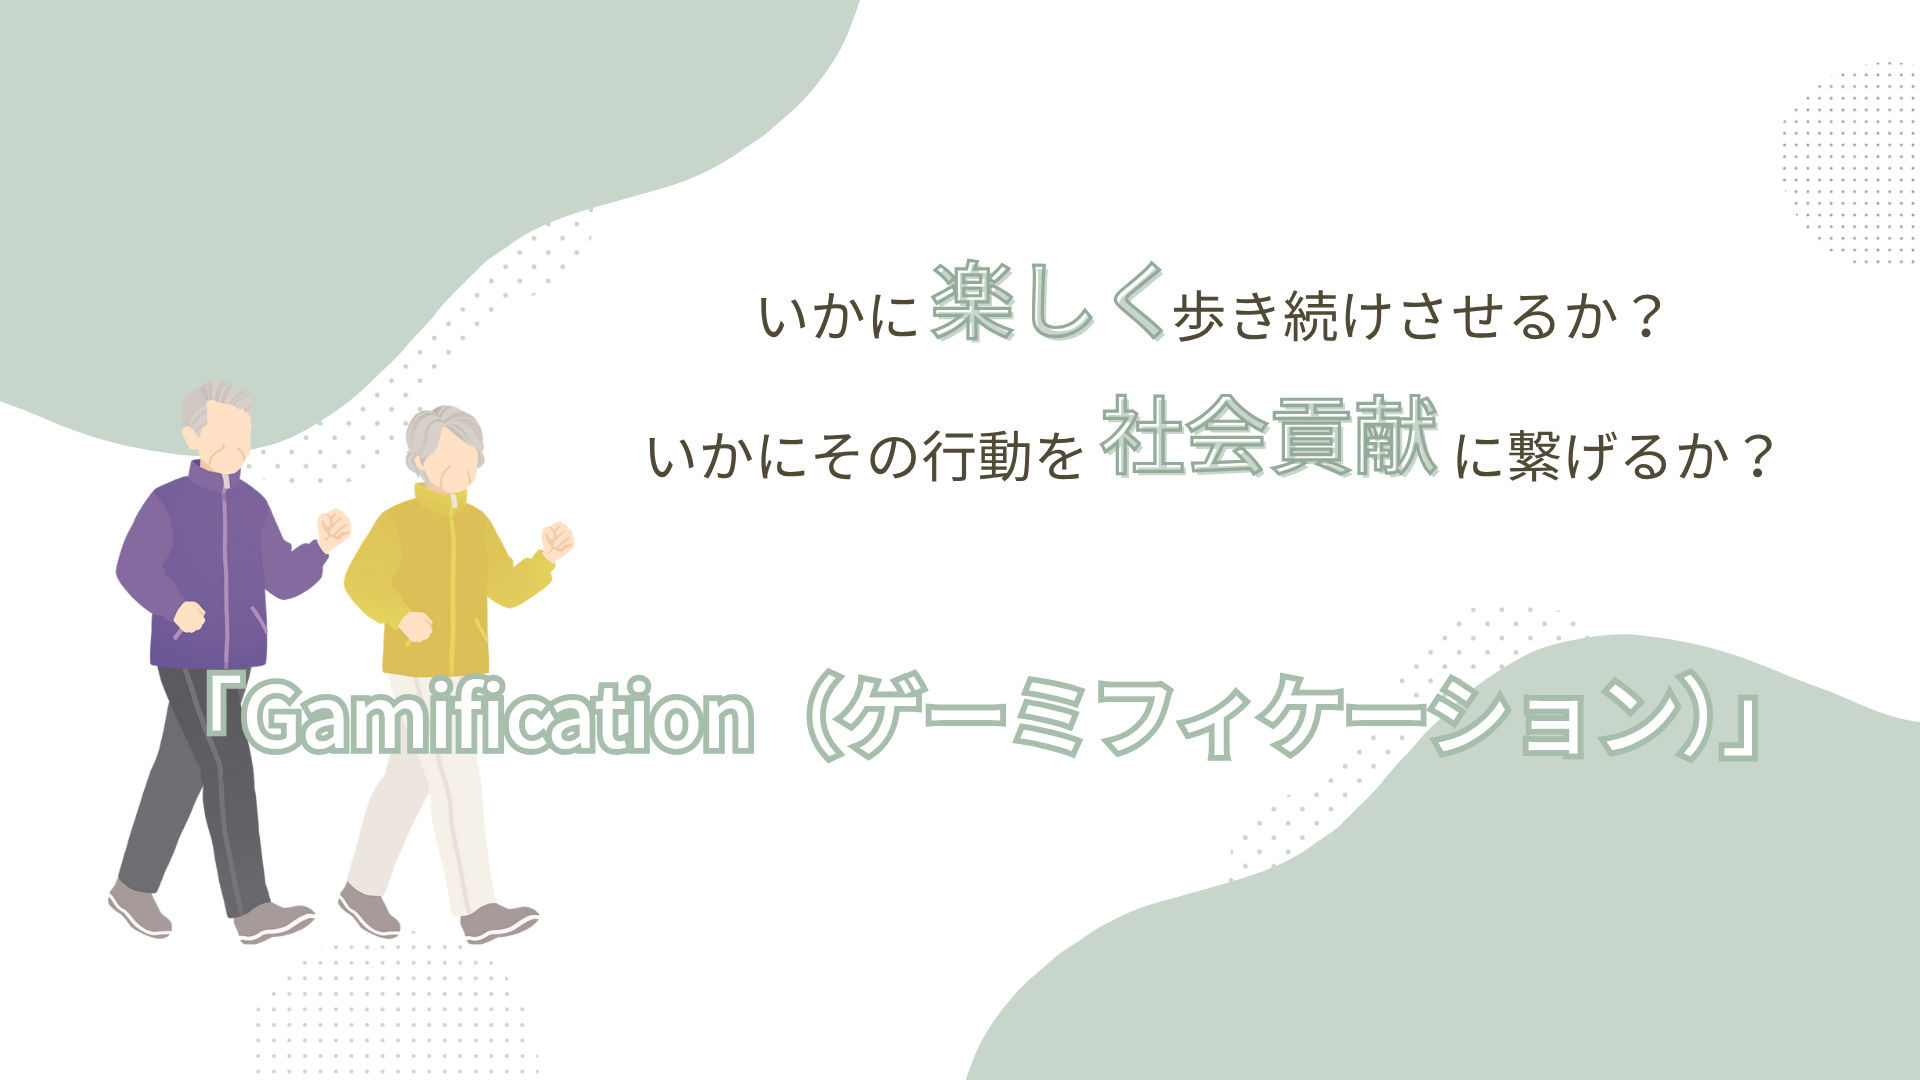 いかに楽しく歩き続けさせるか？
いかにその行動を社会貢献に繋げるか？
「Gamification（ゲーミフィケーション）」